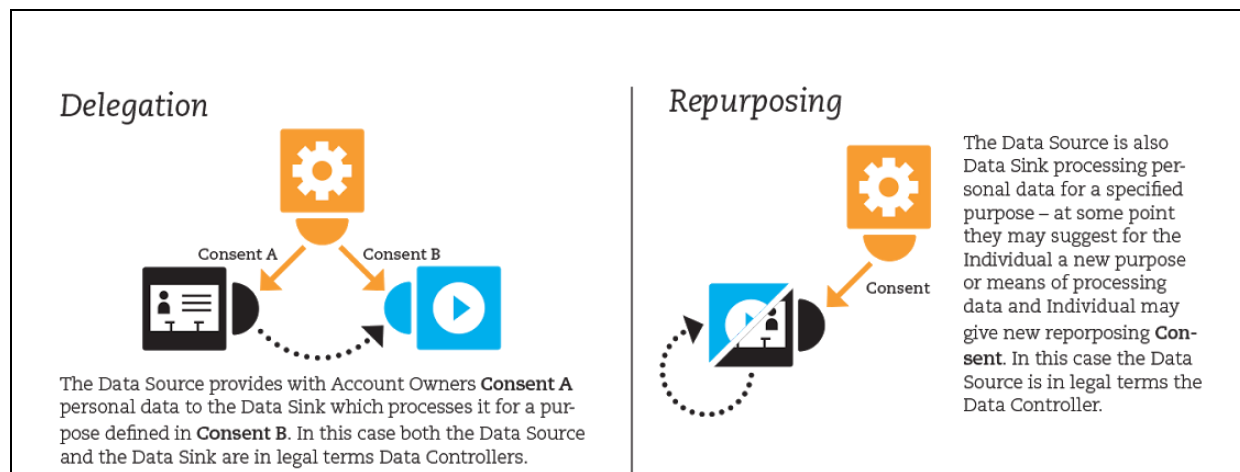 Delegation
Consent A
Consent B
The Data Source provides with Account Owners Consent A
personal data to the Data Sink which processes it for a pur-
pose defined in Consent B. In this case both the Data Source
and the Data Sink are in legal terms Data Controllers.
Repurposing
Consent
The Data Source is also
Data Sink processing per-
sonal data for a specified
purpose – at some point
they may suggest for the
Individual a new purpose
or means of processing
data and Individual may
give new reporposing Con-
sent. In this case the Data
Source is in legal terms the
Data Controller.